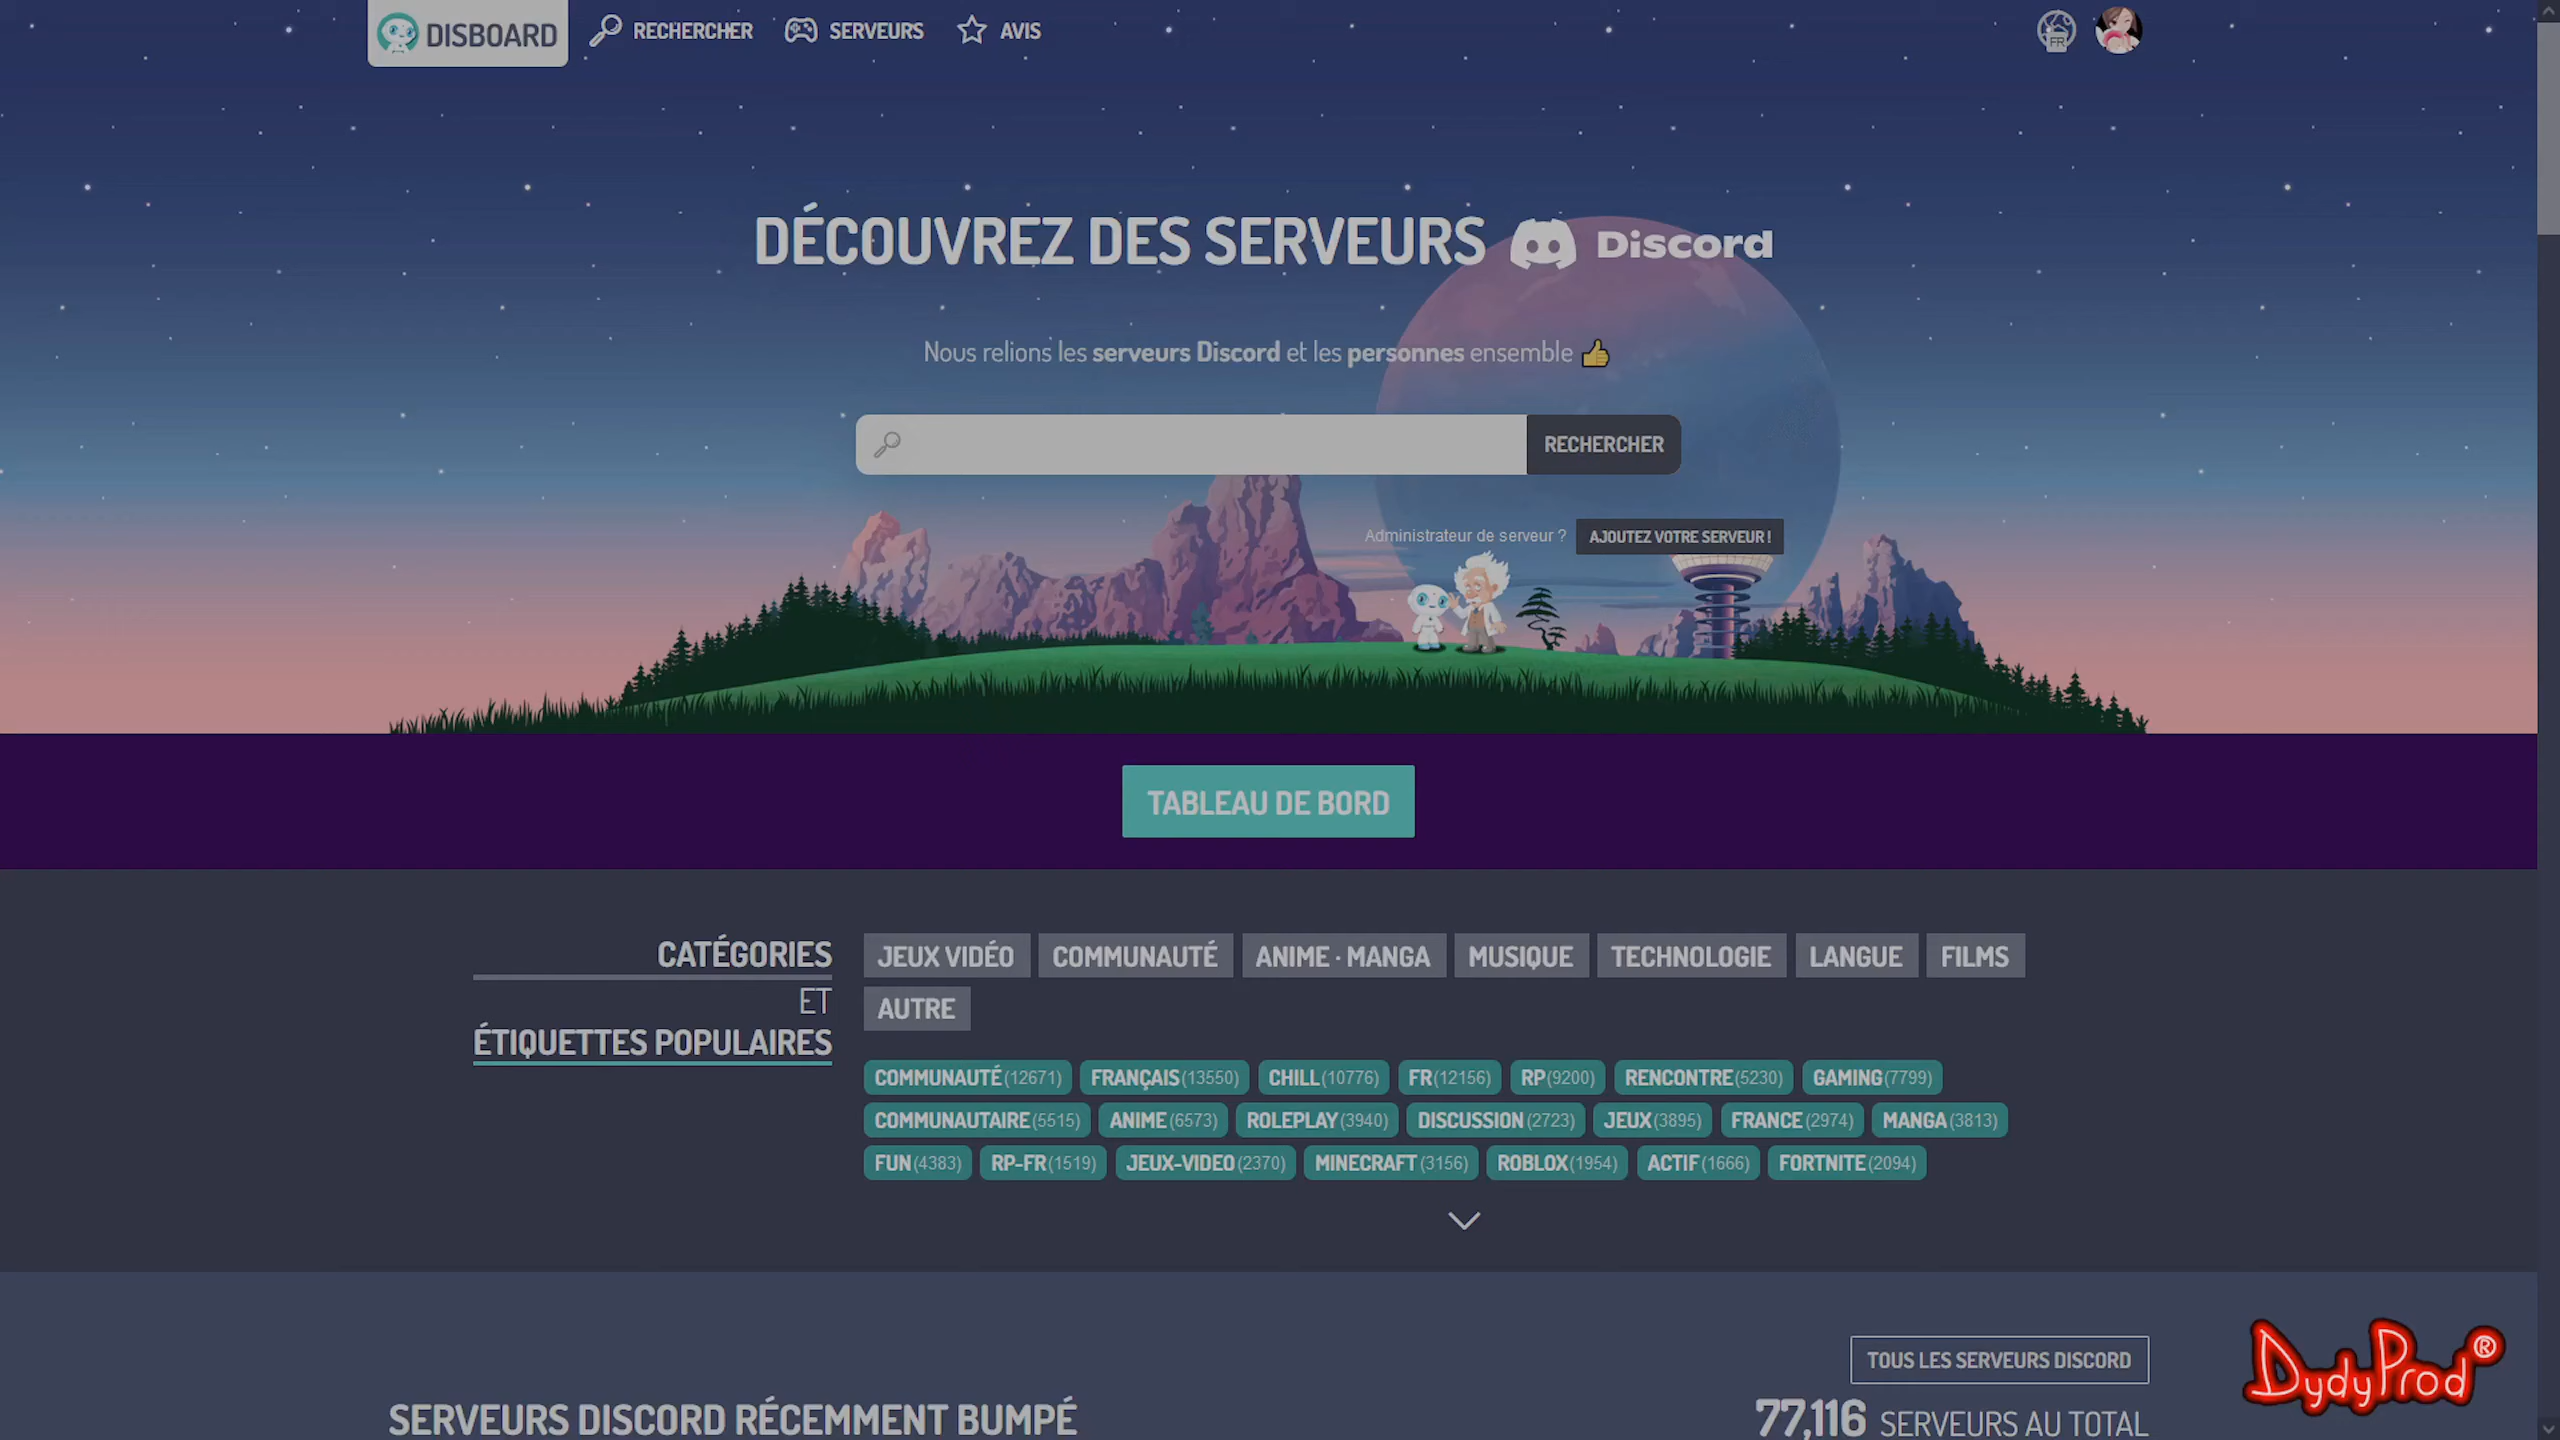 DISBOARD RECHERCHER SERVEURS AVIS FR
DÉCOUVREZ DES SERVEURS Discord
Nous relions les serveurs Discord et les personnes ensemble
RECHERCHER
Administrateur de serveur ? AJOUTEZ VOTRE SERVEUR !
TABLEAU DE BORD
CATÉGORIES
ET
ÉTIQUETTES POPULAIRES
JEUX VIDÉO COMMUNAUTÉ ANIME · MANGA MUSIQUE TECHNOLOGIE LANGUE FILMS
AUTRE
COMMUNAUTÉ(12671) FRANÇAIS(13550) CHILL(10776) FR(12156) RP(9200) RENCONTRE(5230) GAMING(7799)
COMMUNAUTAIRE(5515) ANIME(6573) ROLEPLAY(3940) DISCUSSION(2723) JEUX(3895) FRANCE(2974) MANGA(3813)
FUN(4383) RP-FR(1519) JEUX-VIDEO(2370) MINECRAFT(3156) ROBLOX(1954) ACTIF(1666) FORTNITE(2094)
TOUS LES SERVEURS DISCORD
SERVEURS DISCORD RÉCEMMENT BUMPÉ
77,116 SERVEURS AU TOTAL
DydyProd®